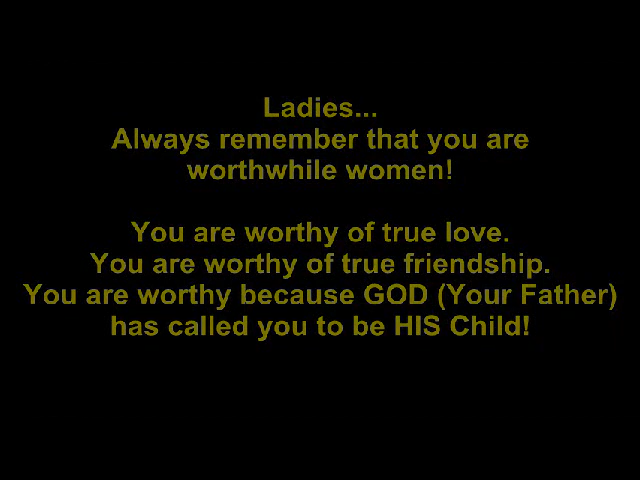 Ladies...
Always remember that you are
worthwhile women!
You are worthy of true love.
You are worthy of true friendship.
You are worthy because GOD (Your Father)
has called you to be HIS Child!